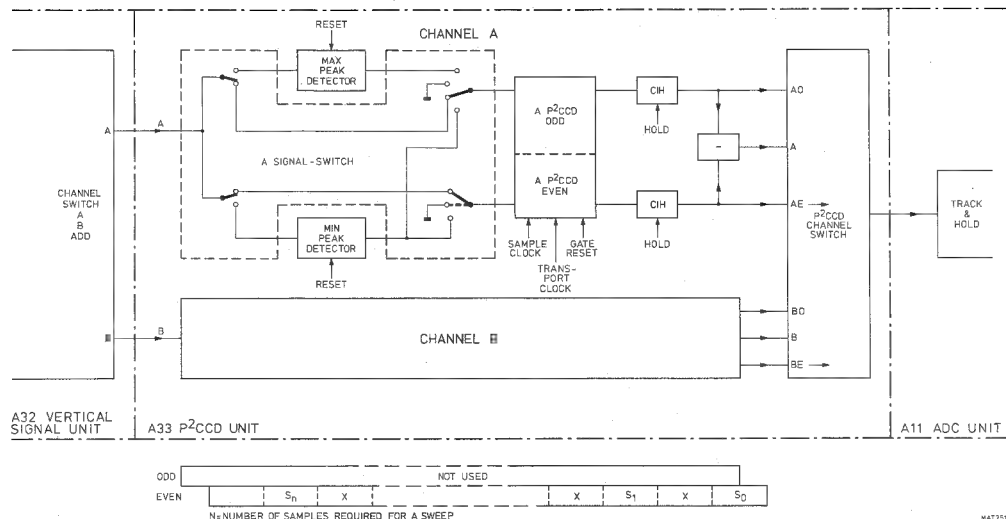 RESET
CHANNEL A
MAX
PEAK
DETECTOR
A
A
A SIGNAL-SWITCH
A P²CCD
ODD
A P²CCD
EVEN
CIH
HOLD
-
CIH
HOLD
AO
A
AE
P²CCD
CHANNEL
SWITCH
TRACK
&
HOLD
CHANNEL
SWITCH
A
B
ADD
MIN
PEAK
DETECTOR
RESET
SAMPLE
CLOCK
TRANS-
PORT
CLOCK
GATE
RESET
B
CHANNEL
BO
B
BE
A32 VERTICAL
SIGNAL UNIT
A33 P²CCD UNIT
A11 ADC UNIT
ODD NOT USED
EVEN Sn X X S1 X S0
N=NUMBER OF SAMPLES REQUIRED FOR A SWEEP